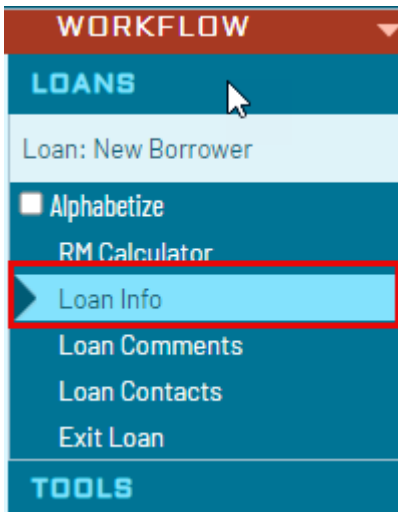 WORKFLOW
LOANS
Loan: New Borrower
Alphabetize
RM Calculator
Loan Info
Loan Comments
Loan Contacts
Exit Loan
TOOLS